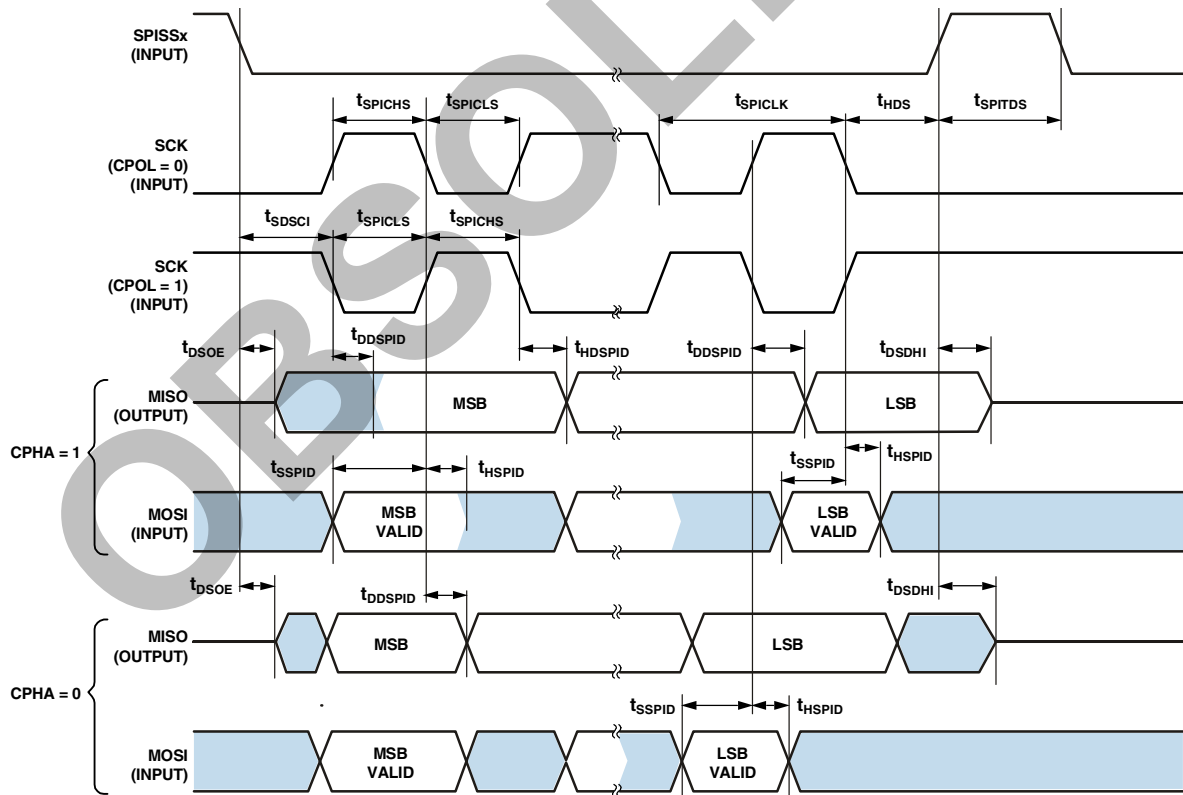 OBSOLE
SPISSx
(INPUT)
tSPICHS tSPICLS tSPICLK tHDS tSPITDS
SCK
(CPOL = 0)
(INPUT)
tSDSCI tSPICLS tSPICHS
SCK
(CPOL = 1)
(INPUT)
tDSOE tDDSPID tHDSPID tDDSPID tDSDHI
MISO
(OUTPUT)
MSB LSB
CPHA = 1
tSSPID tHSPID tSSPID tHSPID
MOSI
(INPUT)
MSB
VALID
LSB
VALID
tDSOE tDDSPID tDSDHI
MISO
(OUTPUT)
MSB LSB
CPHA = 0
tSSPID tHSPID
MOSI
(INPUT)
MSB
VALID
LSB
VALID